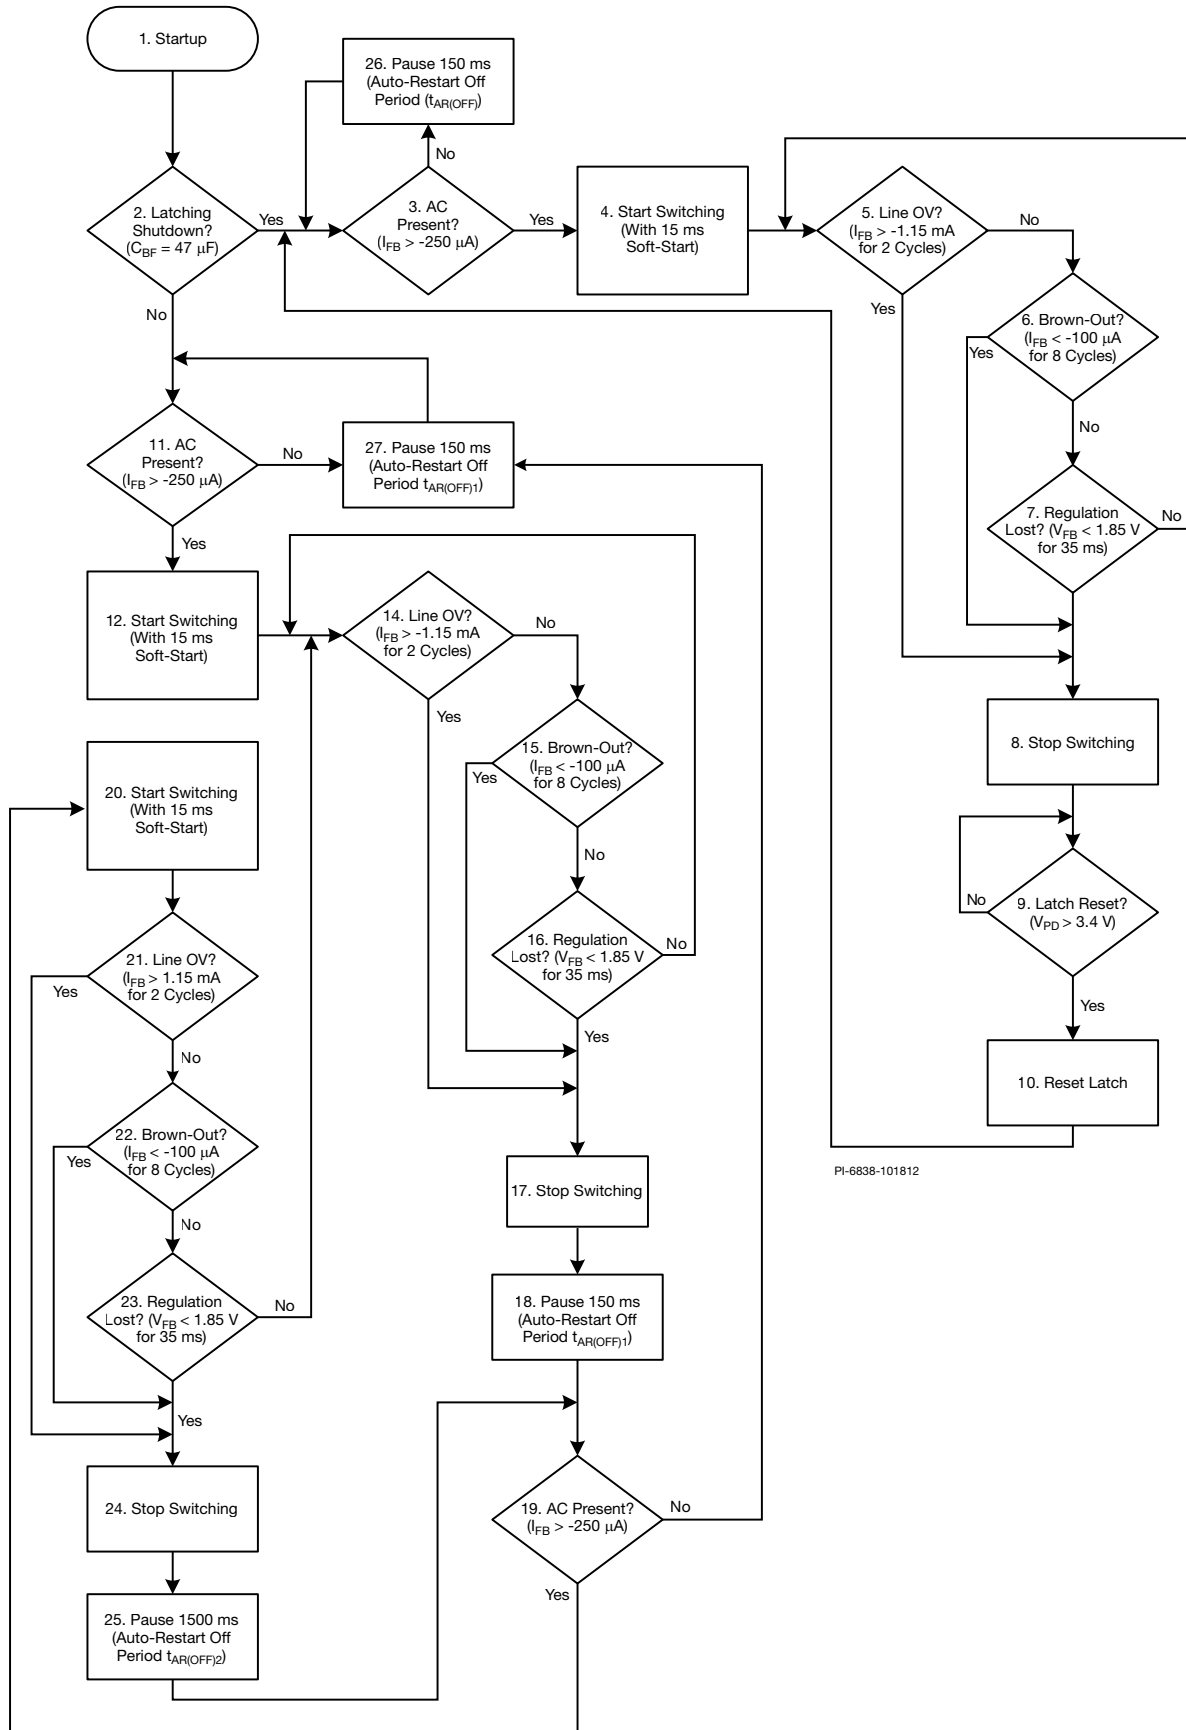 1. Startup
26. Pause 150 ms
(Auto-Restart Off
Period (tAR(OFF))
No
2. Latching
Shutdown?
(CBF = 47 µF)
Yes
No
3. AC
Present?
(IFB > -250 µA)
Yes
4. Start Switching
(With 15 ms
Soft-Start)
5. Line OV?
(IFB > -1.15 mA
for 2 Cycles)
No
Yes
6. Brown-Out?
(IFB < -100 µA
for 8 Cycles)
Yes
No
7. Regulation
Lost? (VFB < 1.85 V
for 35 ms)
No
8. Stop Switching
9. Latch Reset?
(VPD > 3.4 V)
No
Yes
10. Reset Latch
PI-6838-101812
11. AC
Present?
(IFB > -250 µA)
No
Yes
27. Pause 150 ms
(Auto-Restart Off
Period tAR(OFF)1)
12. Start Switching
(With 15 ms
Soft-Start)
14. Line OV?
(IFB > -1.15 mA
for 2 Cycles)
No
Yes
15. Brown-Out?
(IFB < -100 µA
for 8 Cycles)
Yes
No
16. Regulation
Lost? (VFB < 1.85 V
for 35 ms)
No
Yes
17. Stop Switching
18. Pause 150 ms
(Auto-Restart Off
Period tAR(OFF)1)
19. AC Present?
(IFB > -250 µA)
No
Yes
20. Start Switching
(With 15 ms
Soft-Start)
21. Line OV?
(IFB > 1.15 mA
for 2 Cycles)
Yes
No
22. Brown-Out?
(IFB < -100 µA
for 8 Cycles)
Yes
No
23. Regulation
Lost? (VFB < 1.85 V
for 35 ms)
No
Yes
24. Stop Switching
25. Pause 1500 ms
(Auto-Restart Off
Period tAR(OFF)2)